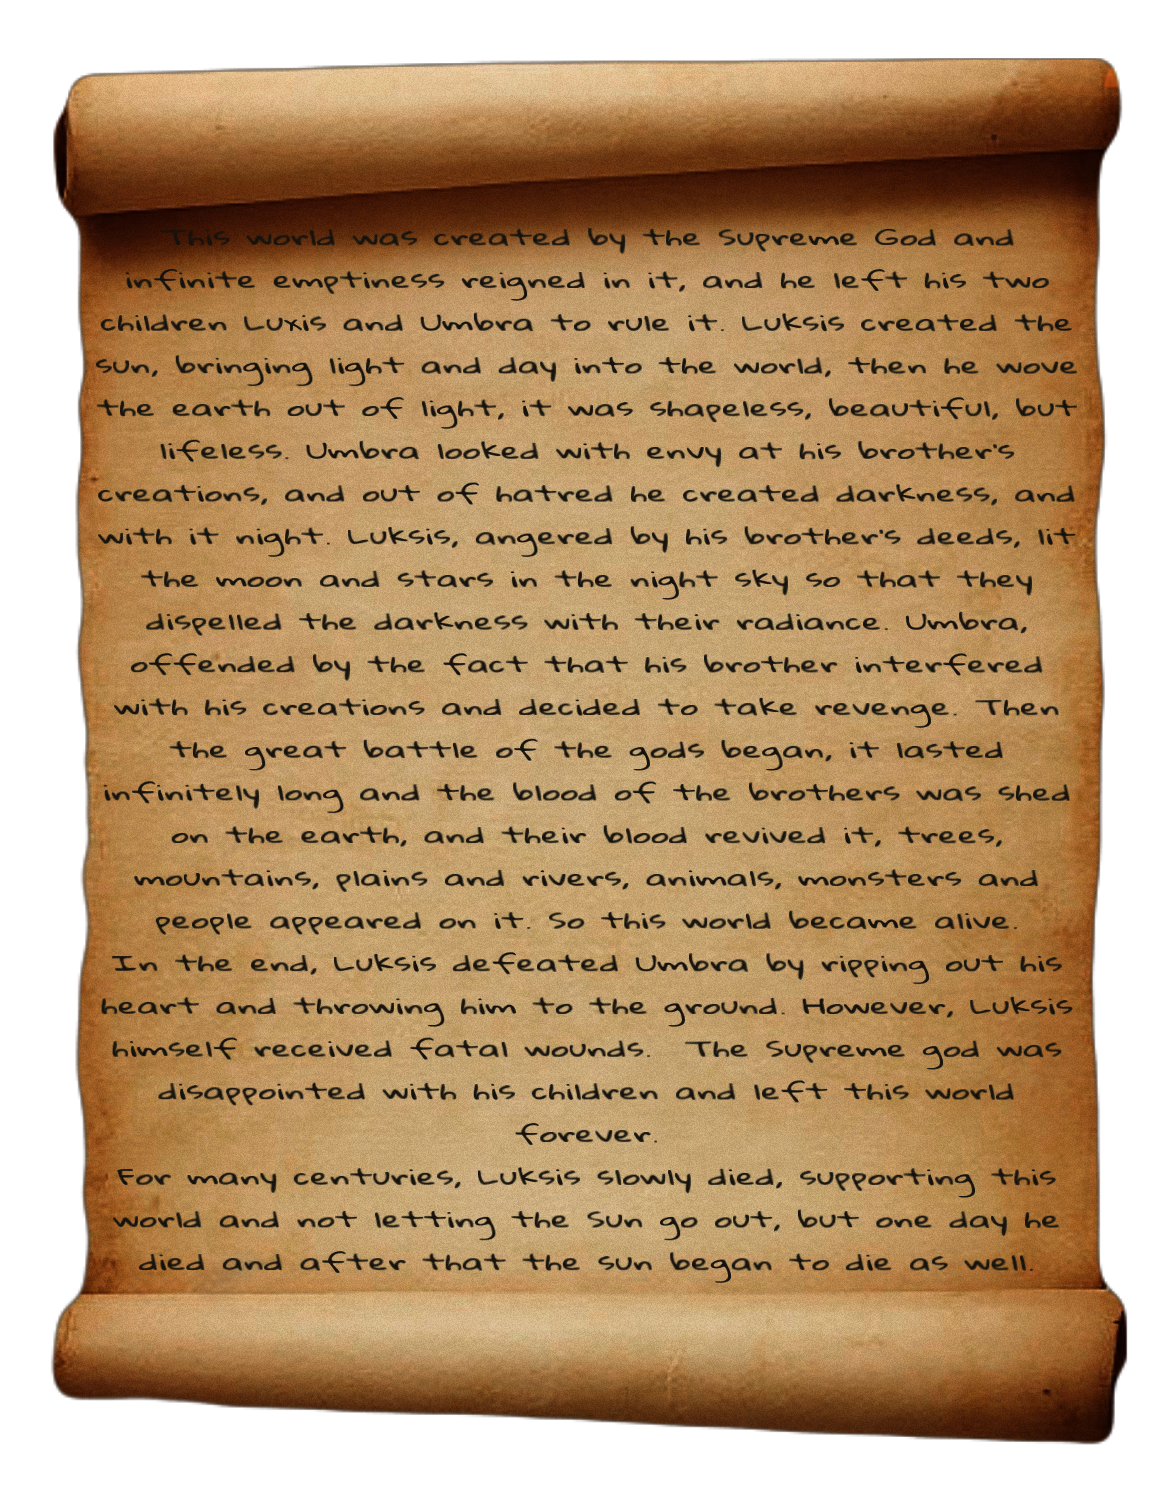 This world was created by the Supreme God and
infinite emptiness reigned in it, and he left his two
children Luxis and Umbra to rule it. Luksis created the
sun, bringing light and day into the world, then he wove
the earth out of light, it was shapeless, beautiful, but
lifeless. Umbra looked with envy at his brother's
creations, and out of hatred he created darkness, and
with it night. Luksis, angered by his brother's deeds, lit
the moon and stars in the night sky so that they
dispelled the darkness with their radiance. Umbra,
offended by the fact that his brother interfered
with his creations and decided to take revenge. Then
the great battle of the gods began, it lasted
infinitely long and the blood of the brothers was shed
on the earth, and their blood revived it, trees,
mountains, plains and rivers, animals, monsters and
people appeared on it. So this world became alive.
In the end, Luksis defeated Umbra by ripping out his
heart and throwing him to the ground. However, Luksis
himself received fatal wounds. The Supreme god was
disappointed with his children and left this world
forever.
For many centuries, Luksis slowly died, supporting this
world and not letting the Sun go out, but one day he
died and after that the sun began to die as well.